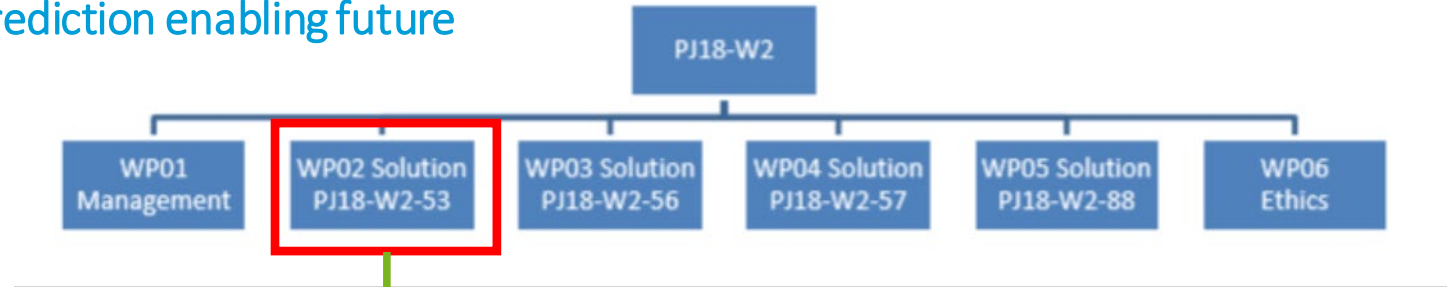 rediction enabling future
PJ18-W2
WP01
Management
WP02 Solution
PJ18-W2-53
WP03 Solution
PJ18-W2-56
WP04 Solution
PJ18-W2-57
WP05 Solution
PJ18-W2-88
WP06
Ethics